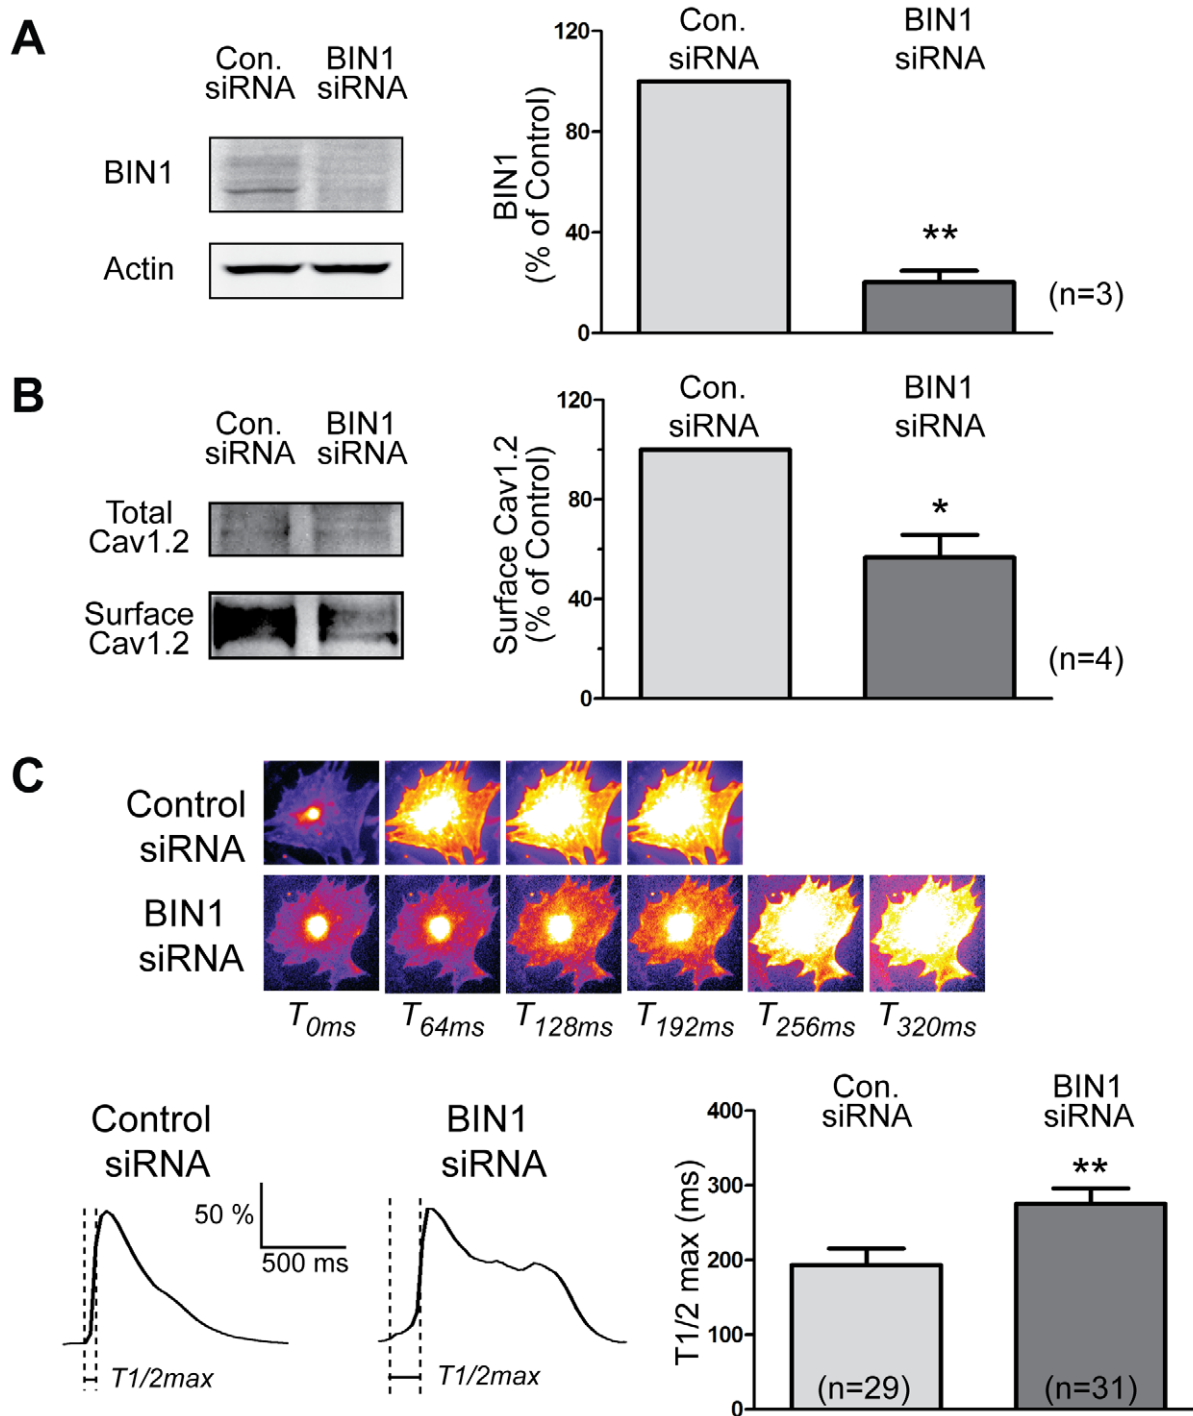 A
Con.
siRNA
BIN1
siRNA
BIN1
Actin
BIN1
(% of Control)
120
80
40
0
Con.
siRNA
BIN1
siRNA
**
(n=3)
B
Con.
siRNA
BIN1
siRNA
Total
Cav1.2
Surface
Cav1.2
Surface Cav1.2
(% of Control)
120
80
40
0
Con.
siRNA
BIN1
siRNA
*
(n=4)
C
Control
siRNA
BIN1
siRNA
T0ms T64ms T128ms T192ms T256ms T320ms
Control
siRNA
50 %
500 ms
T1/2max
BIN1
siRNA
T1/2max
T1/2 max (ms)
400
300
200
100
0
Con.
siRNA
BIN1
siRNA
**
(n=29)
(n=31)